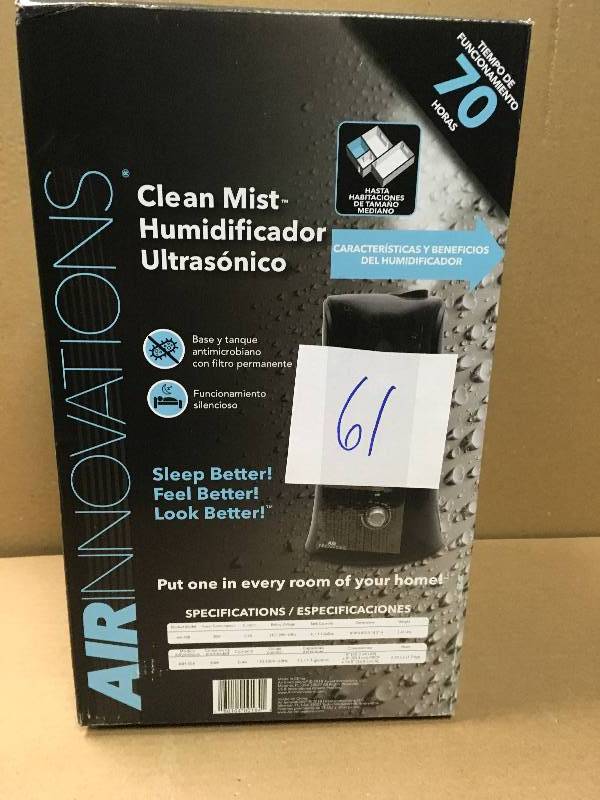 TIEMPO DE
FUNCIONAMIENTO
70
HORAS
HASTA
HABITACIONES
DE TAMAÑO
MEDIANO
CARACTERÍSTICAS Y BENEFICIOS
DEL HUMIDIFICADOR
AIRINNOVATIONS®
Clean Mist™
Humidificador
Ultrasónico
Base y tanque
antimicrobiano
con filtro permanente
Funcionamiento
silencioso
61
Sleep Better!
Feel Better!
Look Better!™
Put one in every room of your home!
SPECIFICATIONS / ESPECIFICACIONES